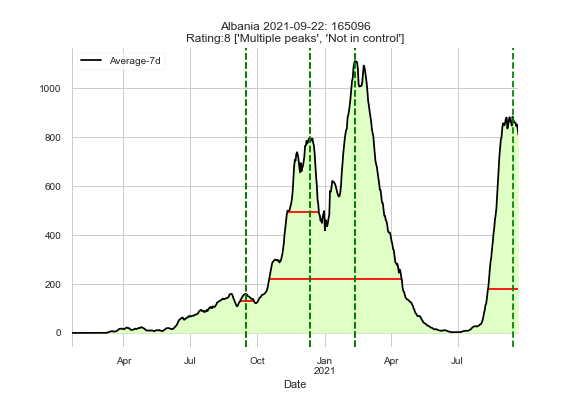 Albania 2021-09-22: 165096
Rating:8 ['Multiple peaks', 'Not in control']
Average-7d
1000
800
600
400
200
0
Apr
Jul
Oct
Jan
2021
Apr
Jul
Date